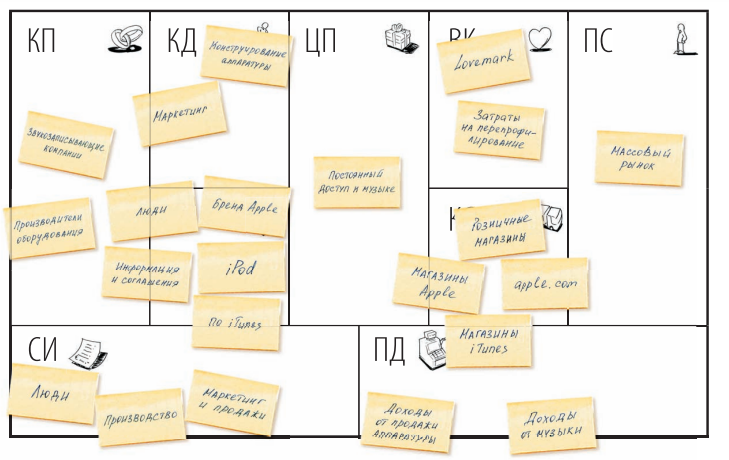 КП
КД
Конструирование
аппаратуры
Маркетинг
ЦП
ВК
Lovemark
Затраты
на перепрофи-
лирование
ПС
Массовый
рынок
Звукозаписывающие
компании
Производители
оборудования
Люди
Бренд Apple
Информация
и соглашения
iPod
ПО iTunes
Постоянный
доступ к музыке
Розничные
магазины
Магазины
Apple
apple.com
Магазины
iTunes
СИ
Люди
Производство
Маркетинг
и продажи
ПД
Доходы
от продажи
аппаратуры
Доходы
от музыки